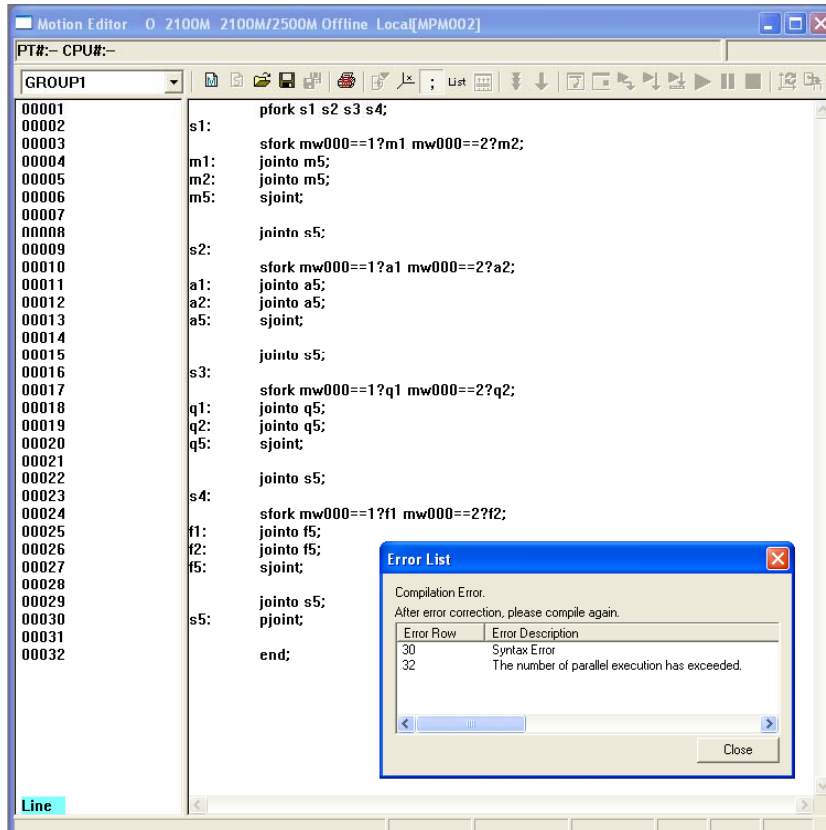 Motion Editor O 2100M 2100M/2500M Offline Local[MPM002]
PT#:– CPU#:–
GROUP1
; List
00001 pfork s1 s2 s3 s4;
00002 s1:
00003 sfork mw000==1?m1 mw000==2?m2;
00004 m1: jointo m5;
00005 m2: jointo m5;
00006 m5: sjoint;
00007
00008 jointo s5;
00009 s2:
00010 sfork mw000==1?a1 mw000==2?a2;
00011 a1: jointo a5;
00012 a2: jointo a5;
00013 a5: sjoint;
00014
00015 jointo s5;
00016 s3:
00017 sfork mw000==1?q1 mw000==2?q2;
00018 q1: jointo q5;
00019 q2: jointo q5;
00020 q5: sjoint;
00021
00022 jointo s5;
00023 s4:
00024 sfork mw000==1?f1 mw000==2?f2;
00025 f1: jointo f5;
00026 f2: jointo f5;
00027 f5: sjoint;
00028
00029 jointo s5;
00030 s5: pjoint;
00031
00032 end;
Error List
Compilation Error.
After error correction, please compile again.
Error Row Error Description
30 Syntax Error
32 The number of parallel execution has exceeded.
Close
Line